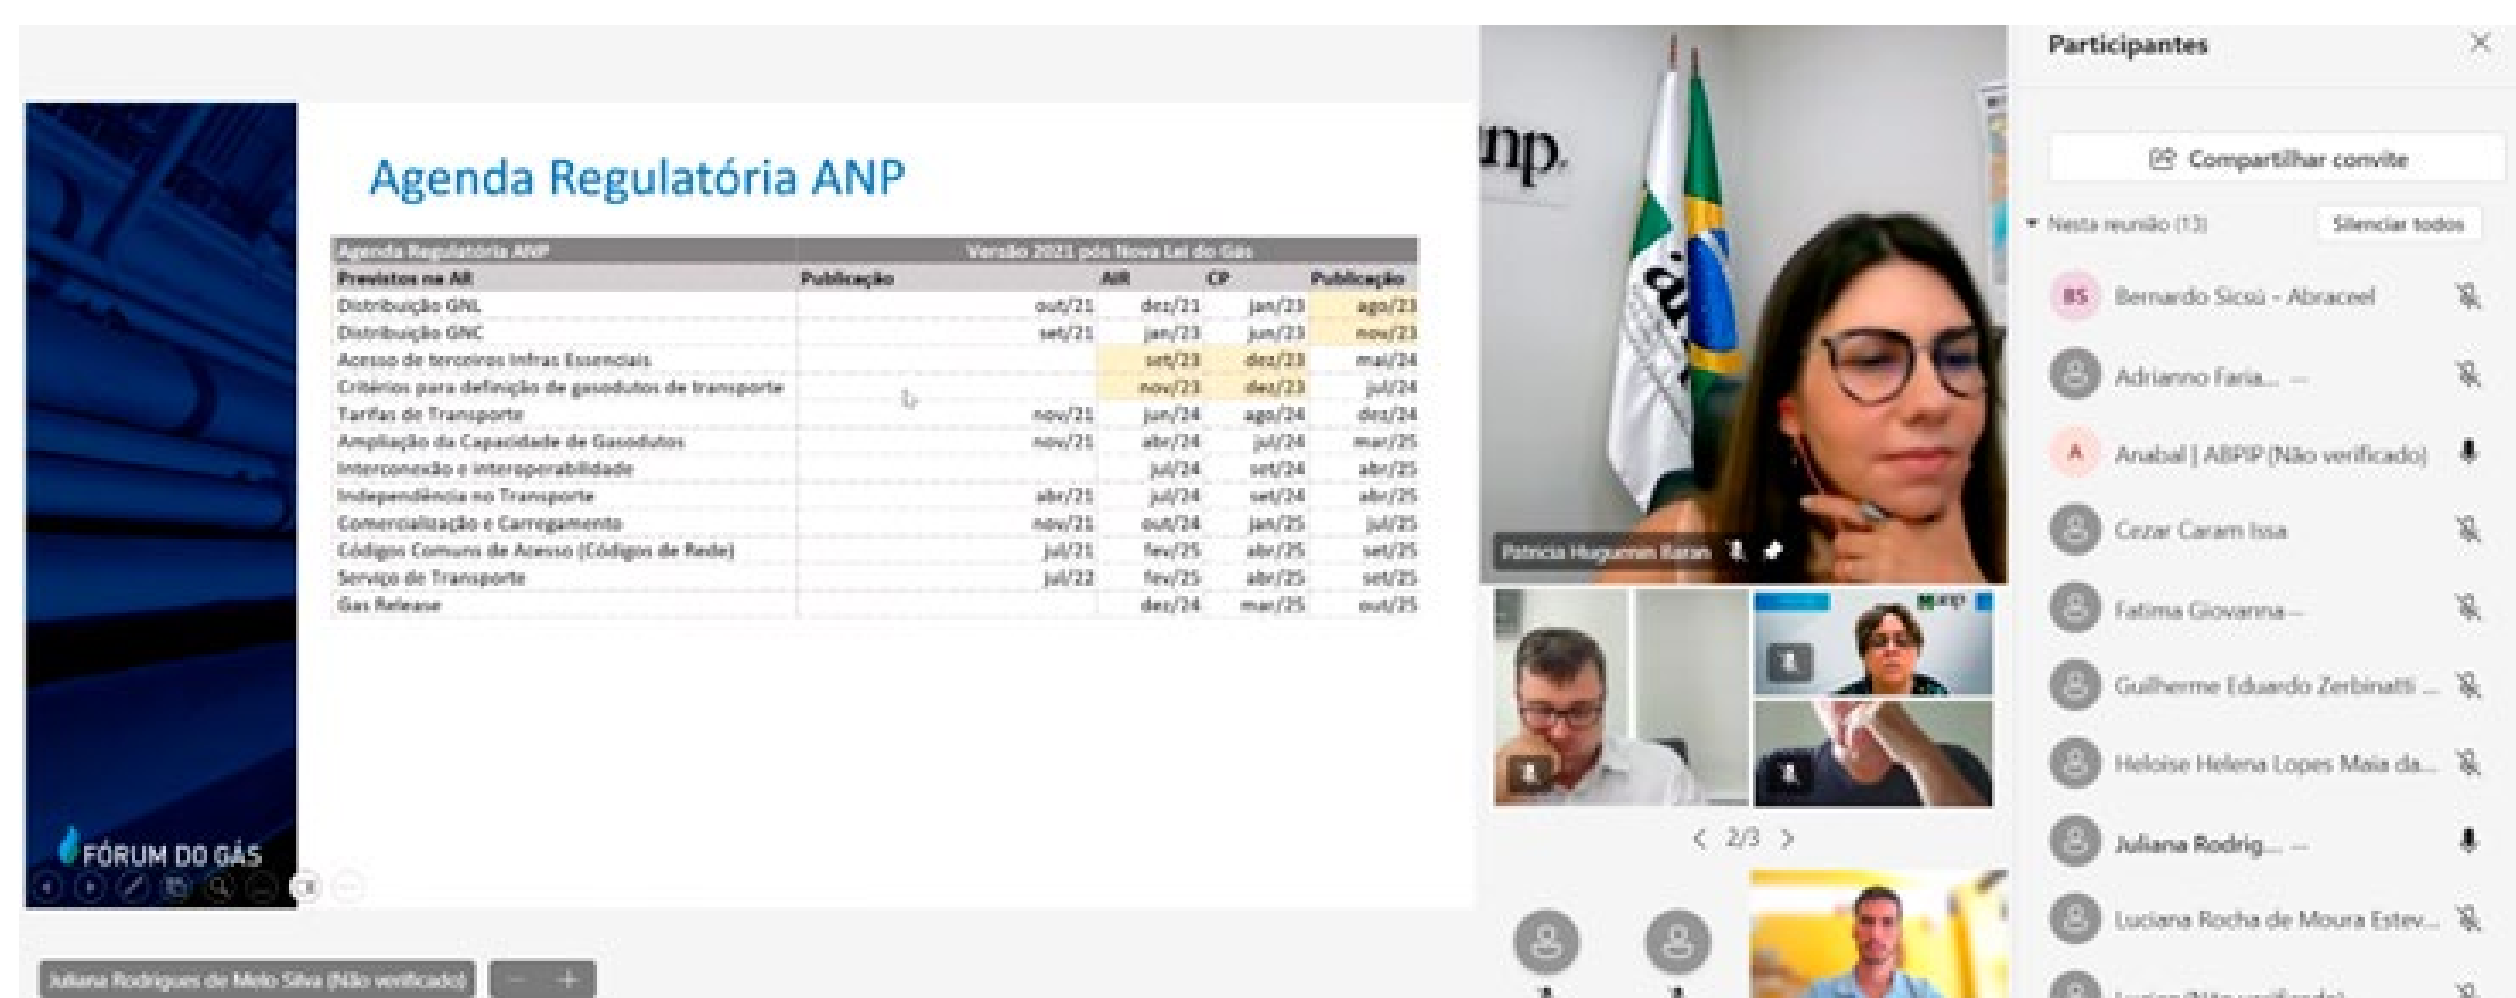 Agenda Regulatória ANP
Agenda Regulatória ANP Versão 2021 pós Nova Lei do Gás
Previstos na AR Publicação AIR CP Publicação
Distribuição GNL out/21 dez/21 jan/23 ago/23
Distribuição GNC set/21 jan/23 jun/23 nov/23
Acesso de terceiros Infras Essenciais set/23 dez/23 mai/24
Critérios para definição de gasodutos de transporte nov/23 dez/23 jul/24
Tarifas de Transporte nov/21 jun/24 ago/24 dez/24
Ampliação da Capacidade de Gasodutos nov/21 abr/24 jul/24 mar/25
Interconexão e interoperabilidade jul/24 set/24 abr/25
Independência no Transporte abr/21 jul/24 set/24 abr/25
Comercialização e Carregamento nov/21 out/24 jan/25 jul/25
Códigos Comuns de Acesso (Códigos de Rede) jul/21 fev/25 abr/25 set/25
Serviço de Transporte jul/22 fev/25 abr/25 set/25
Gas Release dez/24 mar/25 out/25
FÓRUM DO GÁS
Juliana Rodrigues de Melo Silva (Não verificado)
anp.
Patricia Baran
anp
2/3
Participantes
Compartilhar convite
Nesta reunião (13) Silenciar todos
BS Bernardo Sicsú - Abraceel
Adrianno Faria... ---
A Anabal | ABPIP (Não verificado)
Cezar Caram Issa
Fatima Giovanna ---
Guilherme Eduardo Zerbinatti ...
Heloise Helena Lopes Maia da...
Juliana Rodrig... ---
Luciana Rocha de Moura Estev...